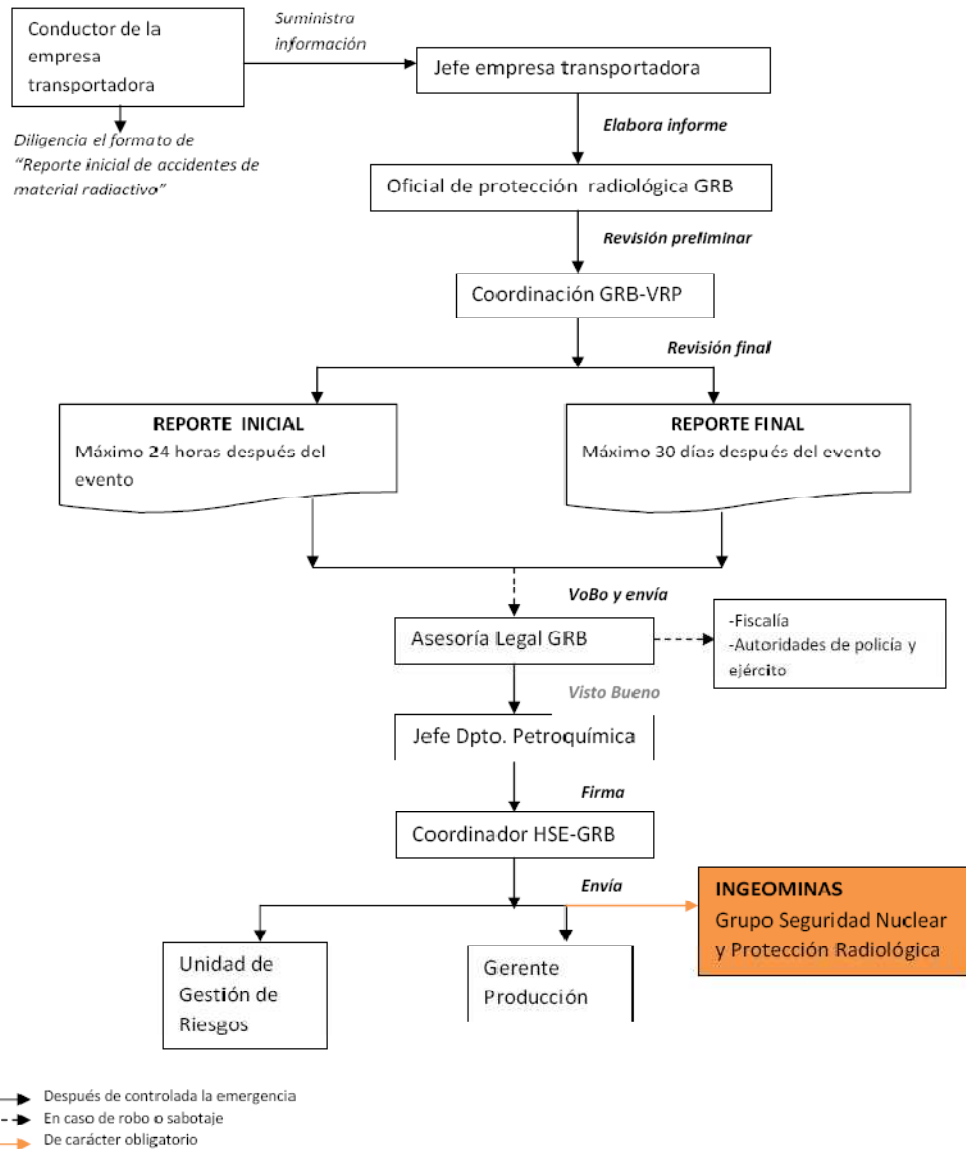 Conductor de la
empresa
transportadora
Suministra
información
Jefe empresa transportadora
Diligencia el formato de
"Reporte inicial de accidentes de
material radiactivo"
Elabora informe
Oficial de protección radiológica GRB
Revisión preliminar
Coordinación GRB-VRP
Revisión final
REPORTE INICIAL
Máximo 24 horas después del
evento
REPORTE FINAL
Máximo 30 días después del evento
VoBo y envía
Asesoría Legal GRB
-Fiscalía
-Autoridades de policía y
ejército
Visto Bueno
Jefe Dpto. Petroquímica
Firma
Coordinador HSE-GRB
Envía
INGEOMINAS
Grupo Seguridad Nuclear
y Protección Radiológica
Unidad de
Gestión de
Riesgos
Gerente
Producción
Después de controlada la emergencia
En caso de robo o sabotaje
De carácter obligatorio